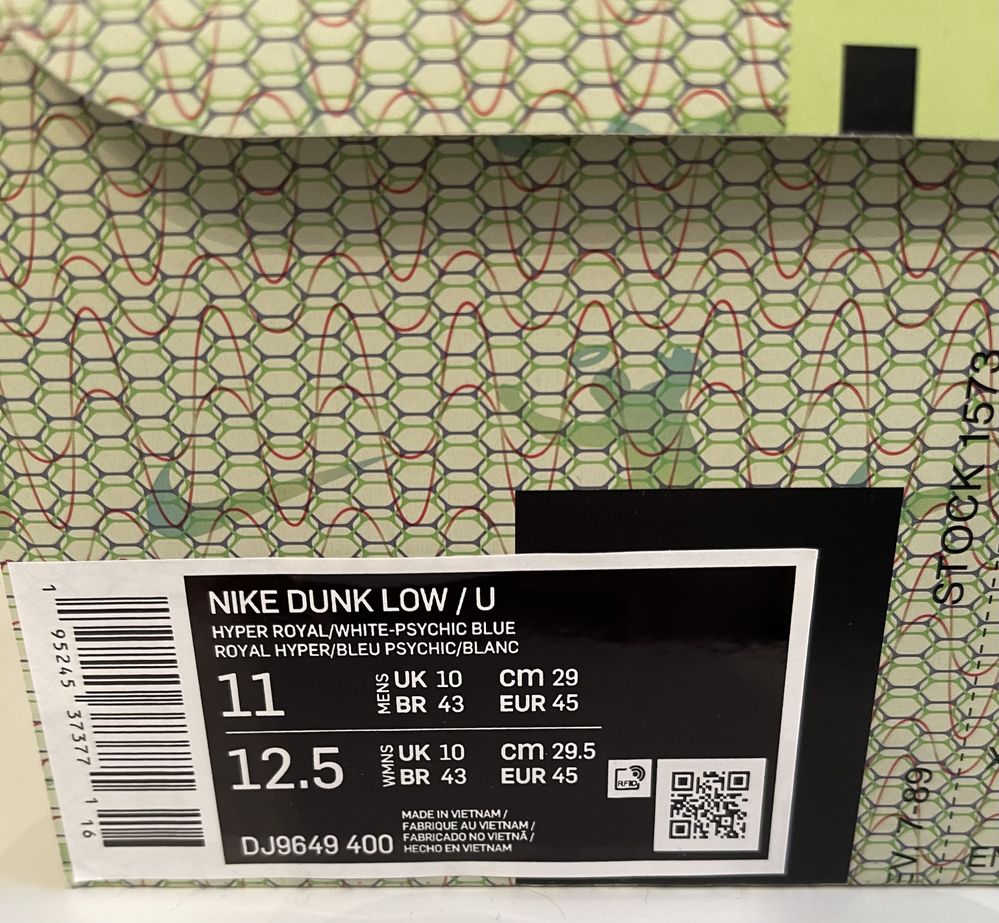 NIKE DUNK LOW / U
HYPER ROYAL/WHITE-PSYCHIC BLUE
ROYAL HYPER/BLEU PSYCHIC/BLANC
11
MENS
UK 10 cm 29
BR 43 EUR 45
12.5
WMNS
UK 10 cm 29.5
BR 43 EUR 45
RFID
MADE IN VIETNAM /
FABRIQUE AU VIETNAM /
FABRICADO NO VIETNÃ /
HECHO EN VIETNAM
DJ9649 400
1 95245 37377 1 16
STOCK 1573
7-89